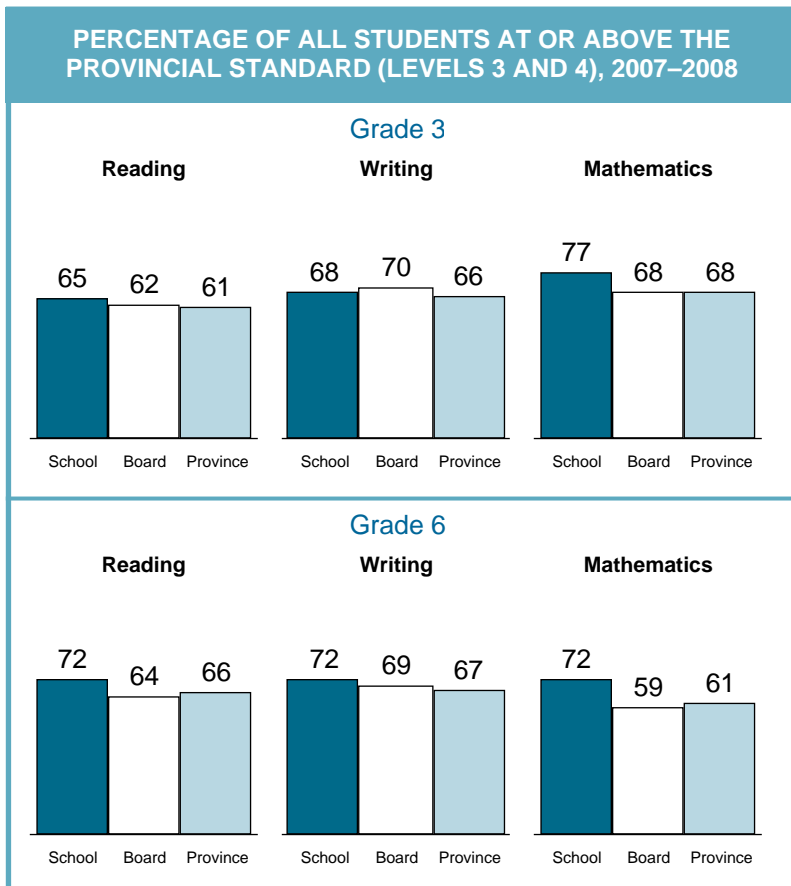 PERCENTAGE OF ALL STUDENTS AT OR ABOVE THE
PROVINCIAL STANDARD (LEVELS 3 AND 4), 2007–2008
Grade 3
Reading Writing Mathematics
65 62 61 68 70 66 77 68 68
School Board Province School Board Province School Board Province
Grade 6
Reading Writing Mathematics
72 64 66 72 69 67 72 59 61
School Board Province School Board Province School Board Province